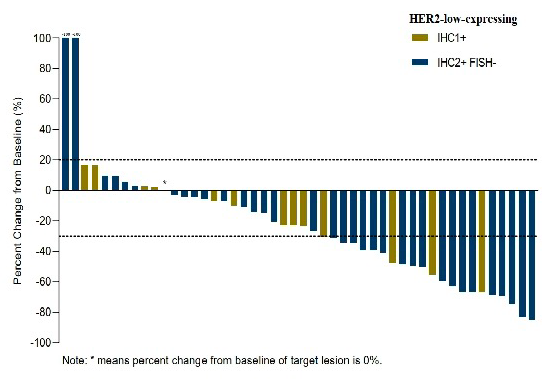 HER2-low-expressing
IHC1+
IHC2+ FISH-
Percent Change from Baseline (%)
100
80
60
40
20
0
-20
-40
-60
-80
-100
*
Note: * means percent change from baseline of target lesion is 0%.